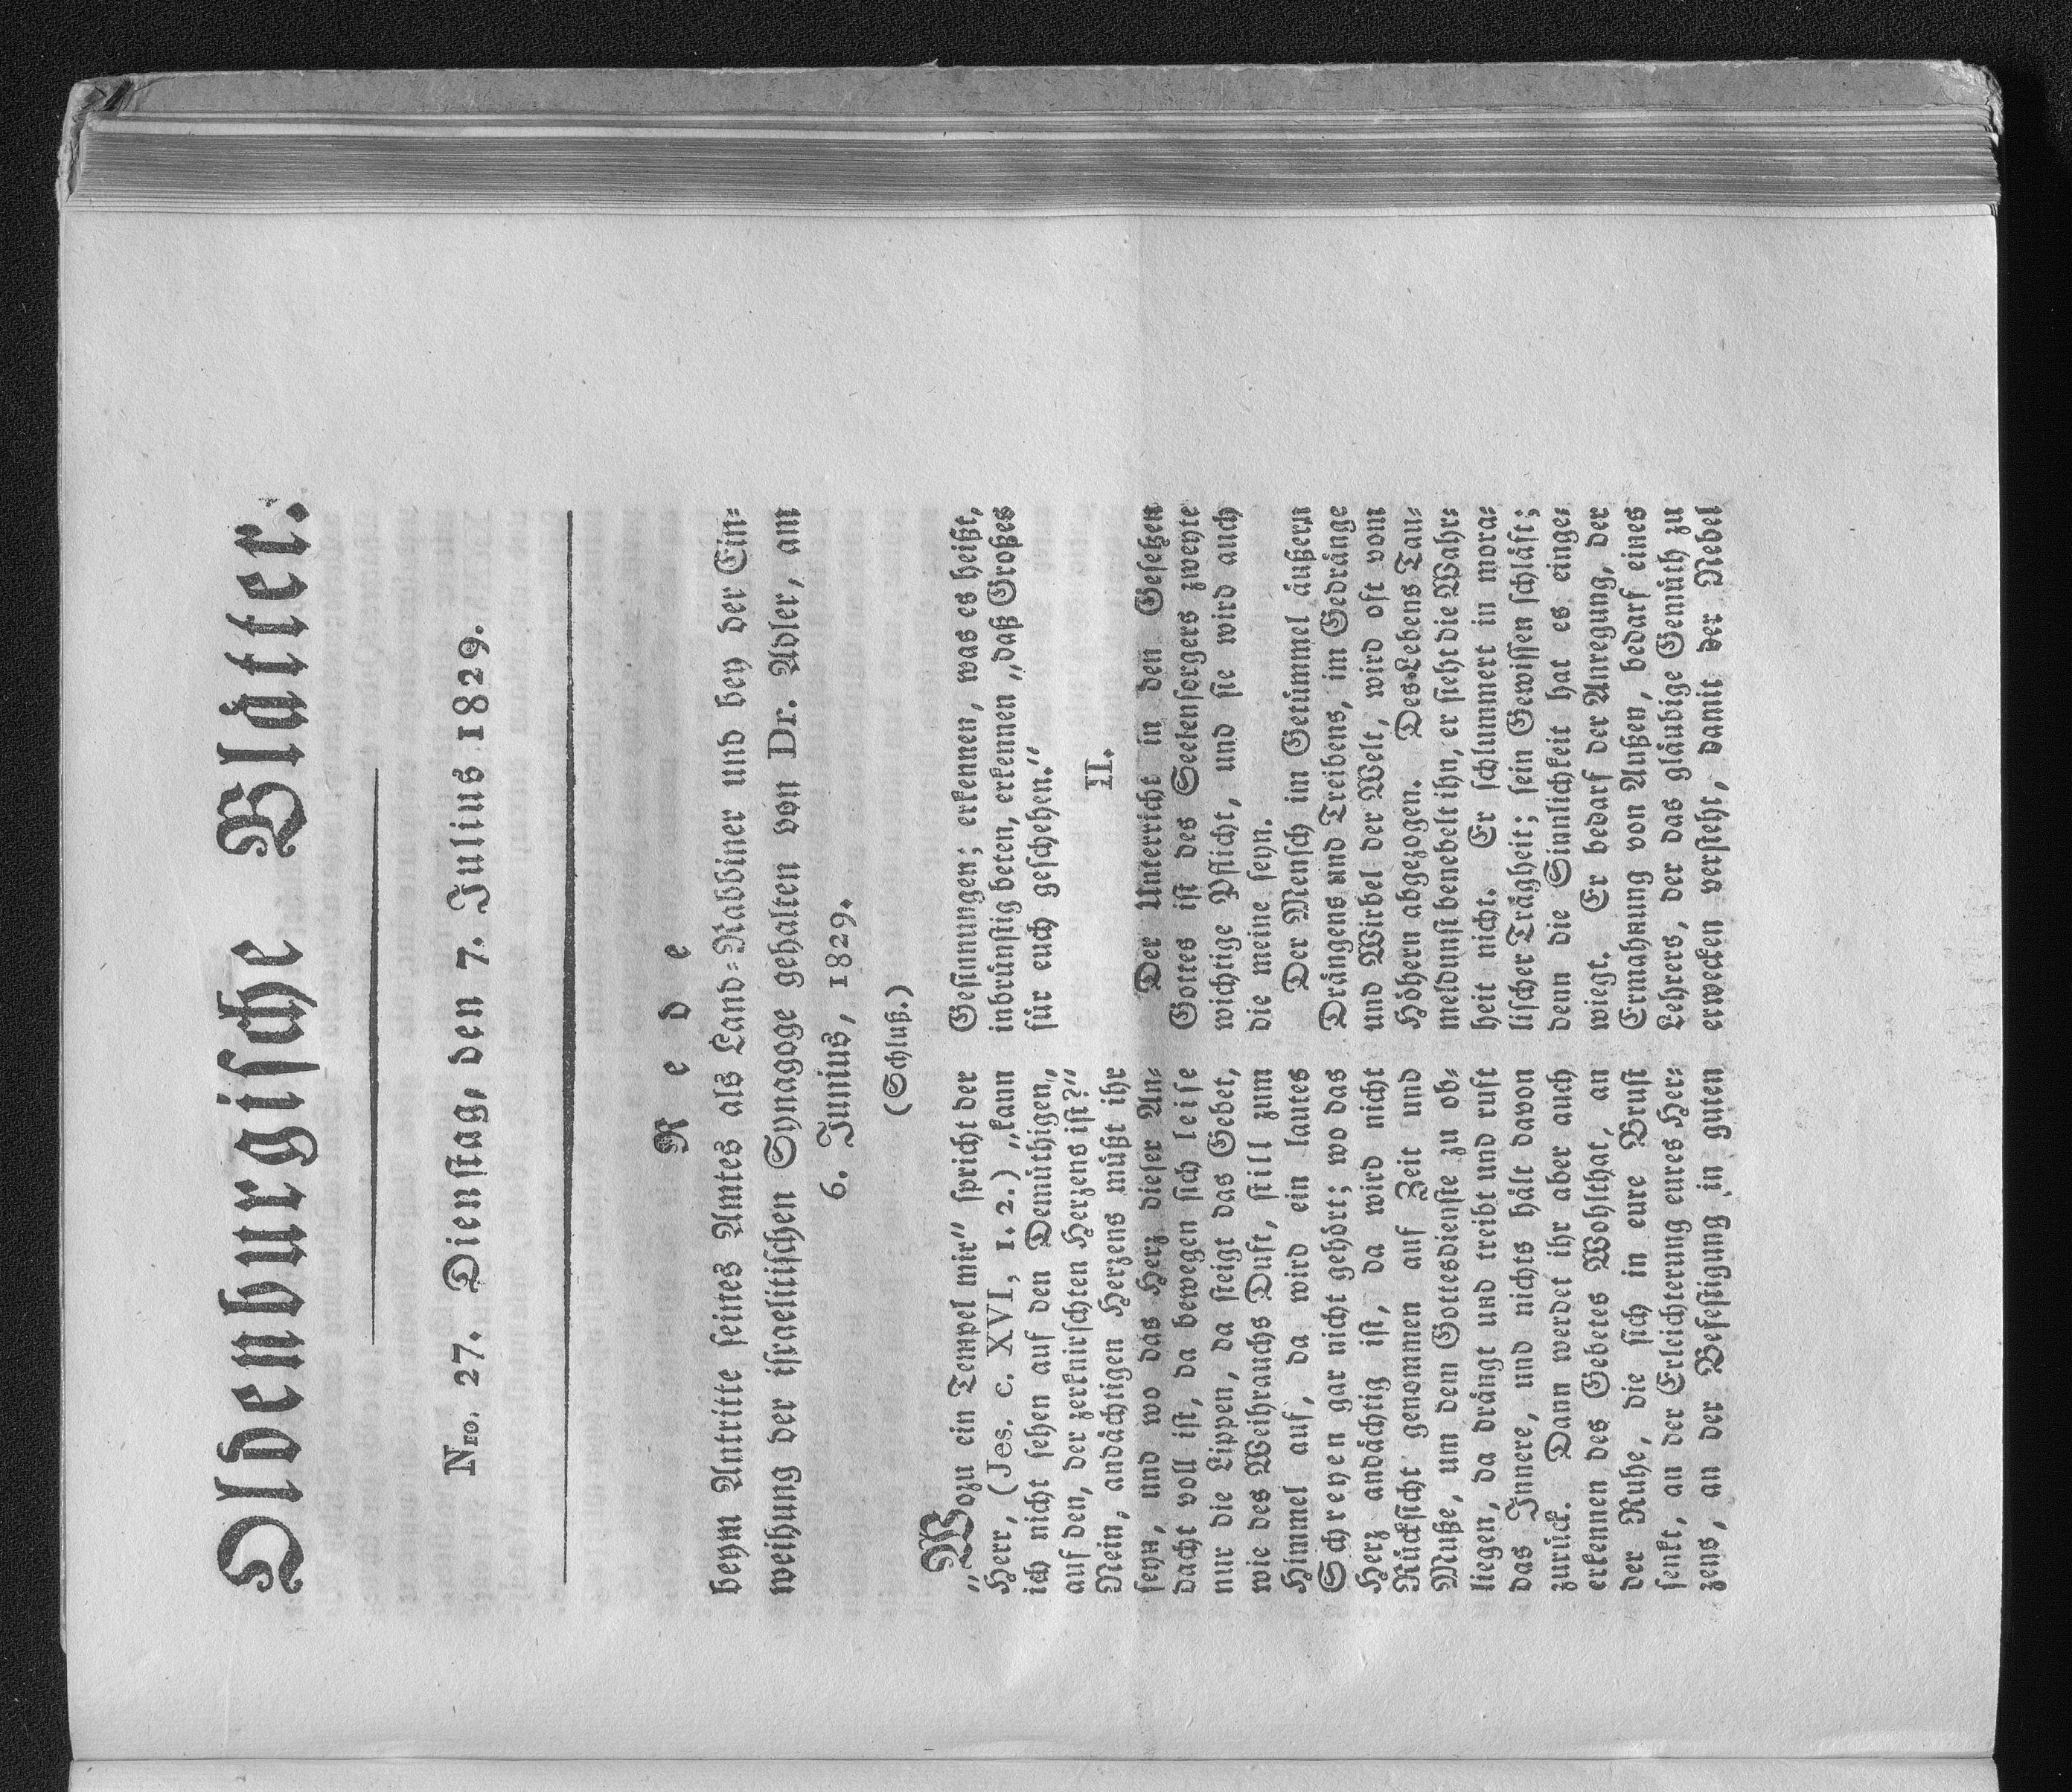 Oldenburgische Blätter.
Nro. 27. Dienstag, den 7. Julius 1829.
Rede
beym Antritte seines Amtes als Land-Rabbiner und bey der Ein-
weihung der israelitischen Synagoge gehalten von Dr. Adler, am
6. Junius, 1829.
(Schluß.)
„Wozu ein Tempel mir“ spricht der
Herr, (Jes. c. XVI, 1. 2.) „kann
ich nicht sehen auf den Demüthigen,
auf den, der zerknirschten Herzens ist?“
Nein, andächtigen Herzens müßt ihr
seyn, und wo das Herz dieser An-
dacht voll ist, da bewegen sich leise
nur die Lippen, da steigt das Gebet,
wie des Weihrauchs Duft, still zum
Himmel auf, da wird ein lautes
Schreyen gar nicht gehört; wo das
Herz andächtig ist, da wird nicht
Rücksicht genommen auf Zeit und
Muße, um dem Gottesdienste zu ob-
liegen, da drängt und treibt und ruft
das Innere, und nichts hält davon
zurück. Dann werdet ihr aber auch
erkennen des Gebetes Wohlthat, an
der Ruhe, die sich in eure Brust
senkt, an der Erleichterung eures Her-
zens, an der Befestigung in guten
Gesinnungen; erkennen, was es heißt,
inbrünstig beten, erkennen „daß Großes
für euch geschehen.“
II.
Der Unterricht in den Gesetzen
Gottes ist des Seelensorgers zweyte
wichtige Pflicht, und sie wird auch
die meine seyn.
Der Mensch im Getümmel äußern
Drängens und Treibens, im Gedränge
und Wirbel der Welt, wird oft vom
Höhern abgezogen. Des Lebens Tau-
meldunst benebelt ihn, er sieht die Wahr-
heit nicht. Er schlummert in mora-
lischer Trägheit; sein Gewissen schläft;
denn die Sinnlichkeit hat es einge-
wiegt. Er bedarf der Anregung, der
Ermahnung von Außen, bedarf eines
Lehrers, der das gläubige Gemüth zu
erwecken versteht, damit der Nebel